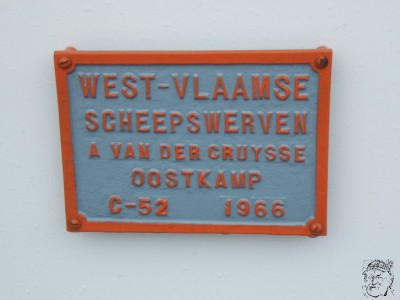 WEST-VLAAMSE
SCHEEPSWERVEN
A VAN DER CRUYSSE
OOSTKAMP
C-52 1966